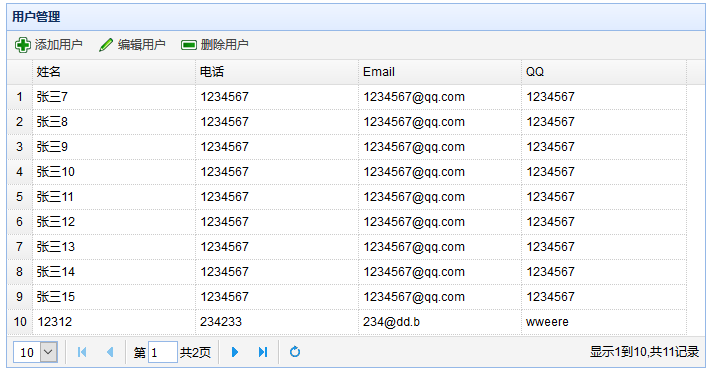 用户管理
添加用户 编辑用户 删除用户
姓名 电话 Email QQ
1 张三7 1234567 1234567@qq.com 1234567
2 张三8 1234567 1234567@qq.com 1234567
3 张三9 1234567 1234567@qq.com 1234567
4 张三10 1234567 1234567@qq.com 1234567
5 张三11 1234567 1234567@qq.com 1234567
6 张三12 1234567 1234567@qq.com 1234567
7 张三13 1234567 1234567@qq.com 1234567
8 张三14 1234567 1234567@qq.com 1234567
9 张三15 1234567 1234567@qq.com 1234567
10 12312 234233 234@dd.b wweere
10 第 1 共2页 显示1到10,共11记录